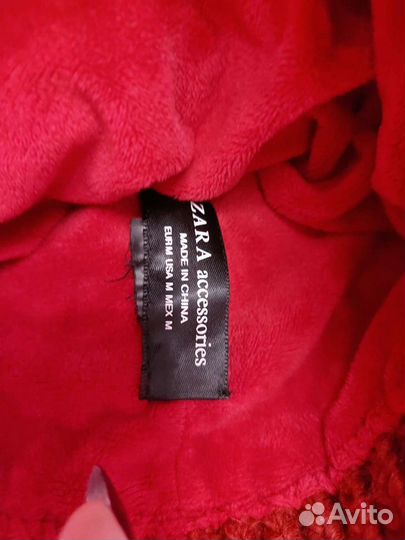 ZARA accessories
MADE IN CHINA
EUR M USA M MEX M
Avito